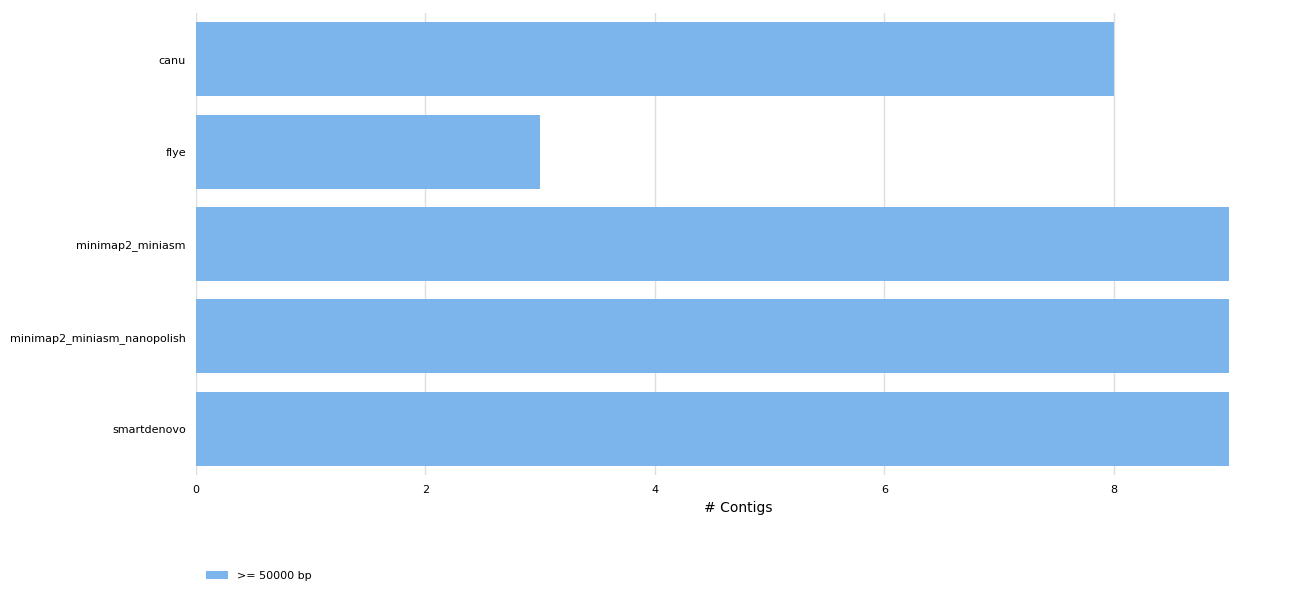 canu
flye
minimap2_miniasm
minimap2_miniasm_nanopolish
smartdenovo
0 2 4 6 8
# Contigs
>= 50000 bp